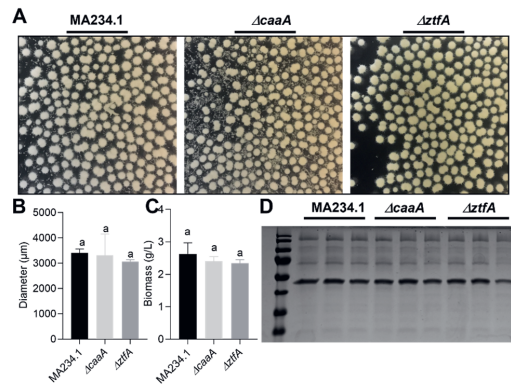 A
MA234.1
ΔcaaA
ΔztfA
B
Diameter (µm)
5000
4000
3000
2000
1000
0
a
a
a
MA234.1
ΔcaaA
ΔztfA
C
Biomass (g/L)
4
3
2
1
0
a
a
a
MA234.1
ΔcaaA
ΔztfA
D
MA234.1
ΔcaaA
ΔztfA